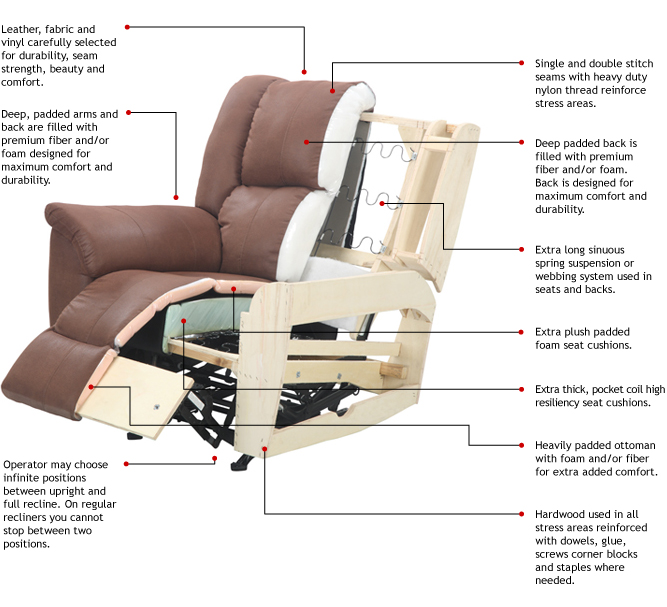 Leather, fabric and
vinyl carefully selected
for durability, seam
strength, beauty and
comfort.
Deep, padded arms and
back are filled with
premium fiber and/or
foam designed for
maximum comfort and
durability.
Operator may choose
infinite positions
between upright and
full recline. On regular
recliners you cannot
stop between two
positions.
Single and double stitch
seams with heavy duty
nylon thread reinforce
stress areas.
Deep padded back is
filled with premium
fiber and/or foam.
Back is designed for
maximum comfort and
durability.
Extra long sinuous
spring suspension or
webbing system used in
seats and backs.
Extra plush padded
foam seat cushions.
Extra thick, pocket coil high
resiliency seat cushions.
Heavily padded ottoman
with foam and/or fiber
for extra added comfort.
Hardwood used in all
stress areas reinforced
with dowels, glue,
screws corner blocks
and staples where
needed.